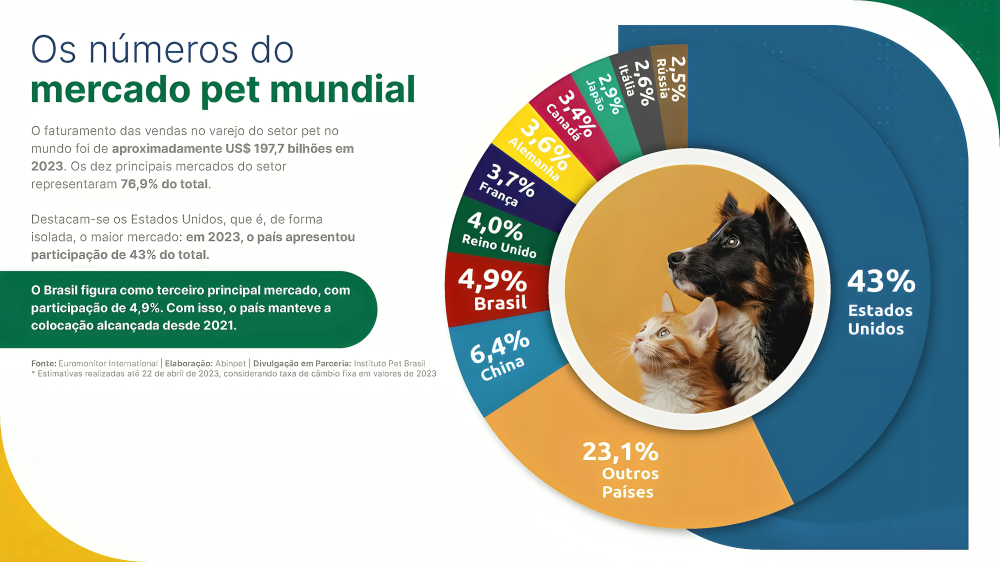 Os números do
mercado pet mundial
O faturamento das vendas no varejo do setor pet no
mundo foi de aproximadamente US$ 197,7 bilhões em
2023. Os dez principais mercados do setor
representaram 76,9% do total.
Destacam-se os Estados Unidos, que é, de forma
isolada, o maior mercado: em 2023, o país apresentou
participação de 43% do total.
O Brasil figura como terceiro principal mercado, com
participação de 4,9%. Com isso, o país manteve a
colocação alcançada desde 2021.
Fonte: Euromonitor International | Elaboração: Abinpet | Divulgação em Parceria: Instituto Pet Brasil
* Estimativas realizadas até 22 de abril de 2023, considerando taxa de câmbio fixa em valores de 2023
2,5%
Rússia
2,6%
Itália
2,9%
Japão
3,4%
Canadá
3,6%
Alemanha
3,7%
França
4,0%
Reino Unido
4,9%
Brasil
6,4%
China
23,1%
Outros
Países
43%
Estados
Unidos